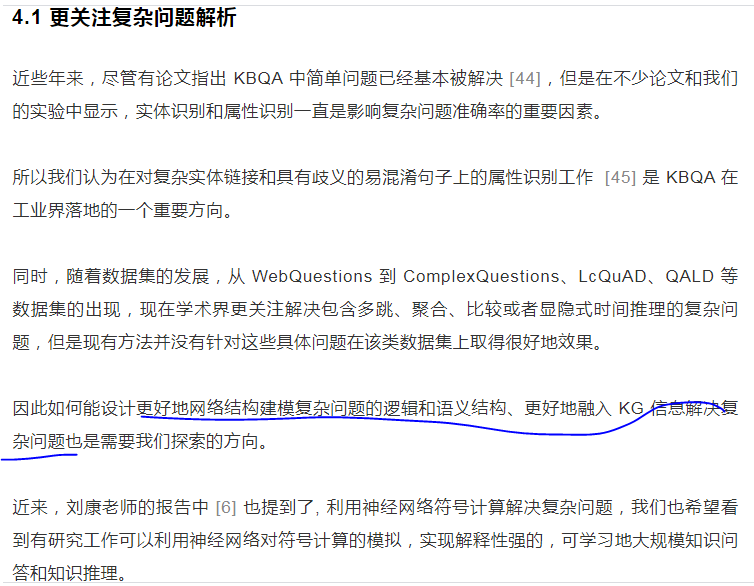 4.1 更关注复杂问题解析
近些年来，尽管有论文指出 KBQA 中简单问题已经基本被解决 [44]，但是在不少论文和我们
的实验中显示，实体识别和属性识别一直是影响复杂问题准确率的重要因素。
所以我们认为在对复杂实体链接和具有歧义的易混淆句子上的属性识别工作 [45] 是 KBQA 在
工业界落地的一个重要方向。
同时，随着数据集的发展，从 WebQuestions 到 ComplexQuestions、LcQuAD、QALD 等
数据集的出现，现在学术界更关注解决包含多跳、聚合、比较或者显隐式时间推理的复杂问
题，但是现有方法并没有针对这些具体问题在该类数据集上取得很好地效果。
因此如何能设计更好地网络结构建模复杂问题的逻辑和语义结构、更好地融入 KG 信息解决复
杂问题也是需要我们探索的方向。
近来，刘康老师的报告中 [6] 也提到了, 利用神经网络符号计算解决复杂问题，我们也希望看
到有研究工作可以利用神经网络对符号计算的模拟，实现解释性强的，可学习地大规模知识问
答和知识推理。